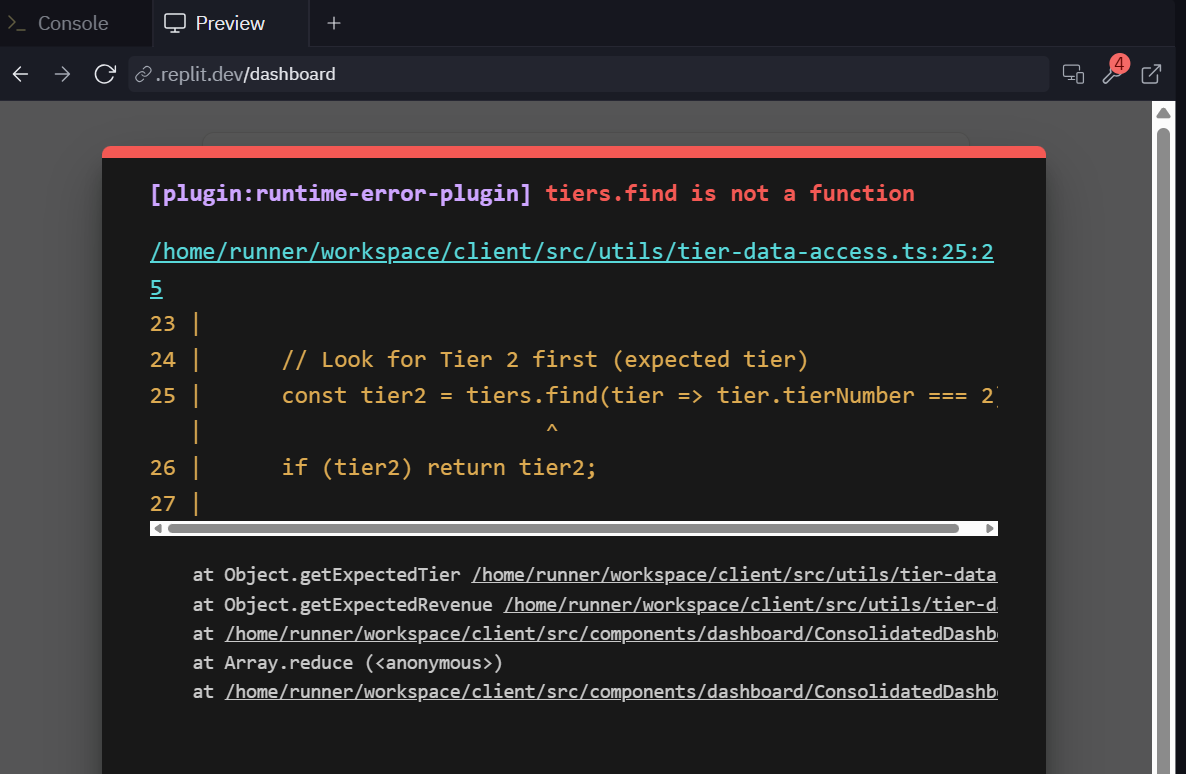 Console
Preview
.replit.dev/dashboard
4
[plugin:runtime-error-plugin] tiers.find is not a function
/home/runner/workspace/client/src/utils/tier-data-access.ts:25:2
5
23 |
24 |      // Look for Tier 2 first (expected tier)
25 |      const tier2 = tiers.find(tier => tier.tierNumber === 2)
|                          ^
26 |      if (tier2) return tier2;
27 |
at Object.getExpectedTier /home/runner/workspace/client/src/utils/tier-data
at Object.getExpectedRevenue /home/runner/workspace/client/src/utils/tier-d
at /home/runner/workspace/client/src/components/dashboard/ConsolidatedDashb
at Array.reduce (<anonymous>)
at /home/runner/workspace/client/src/components/dashboard/ConsolidatedDashb